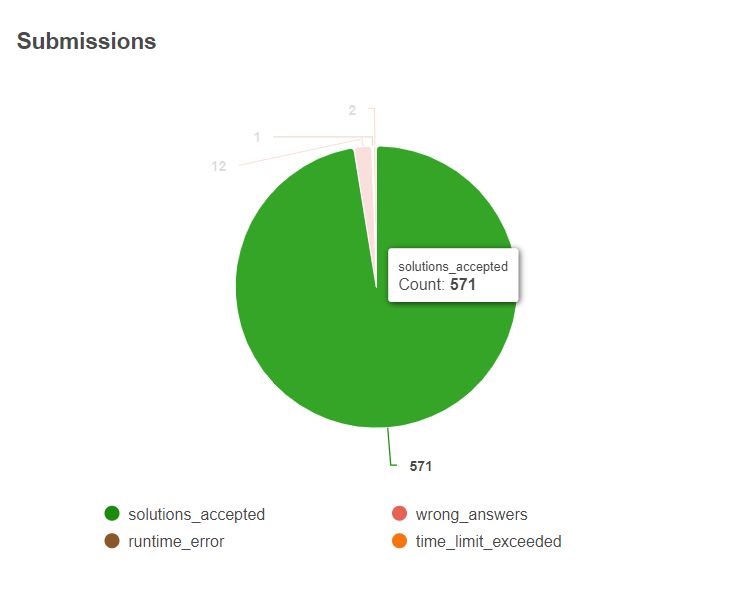 Submissions
2
1
12
solutions_accepted
Count: 571
571
solutions_accepted
wrong_answers
runtime_error
time_limit_exceeded